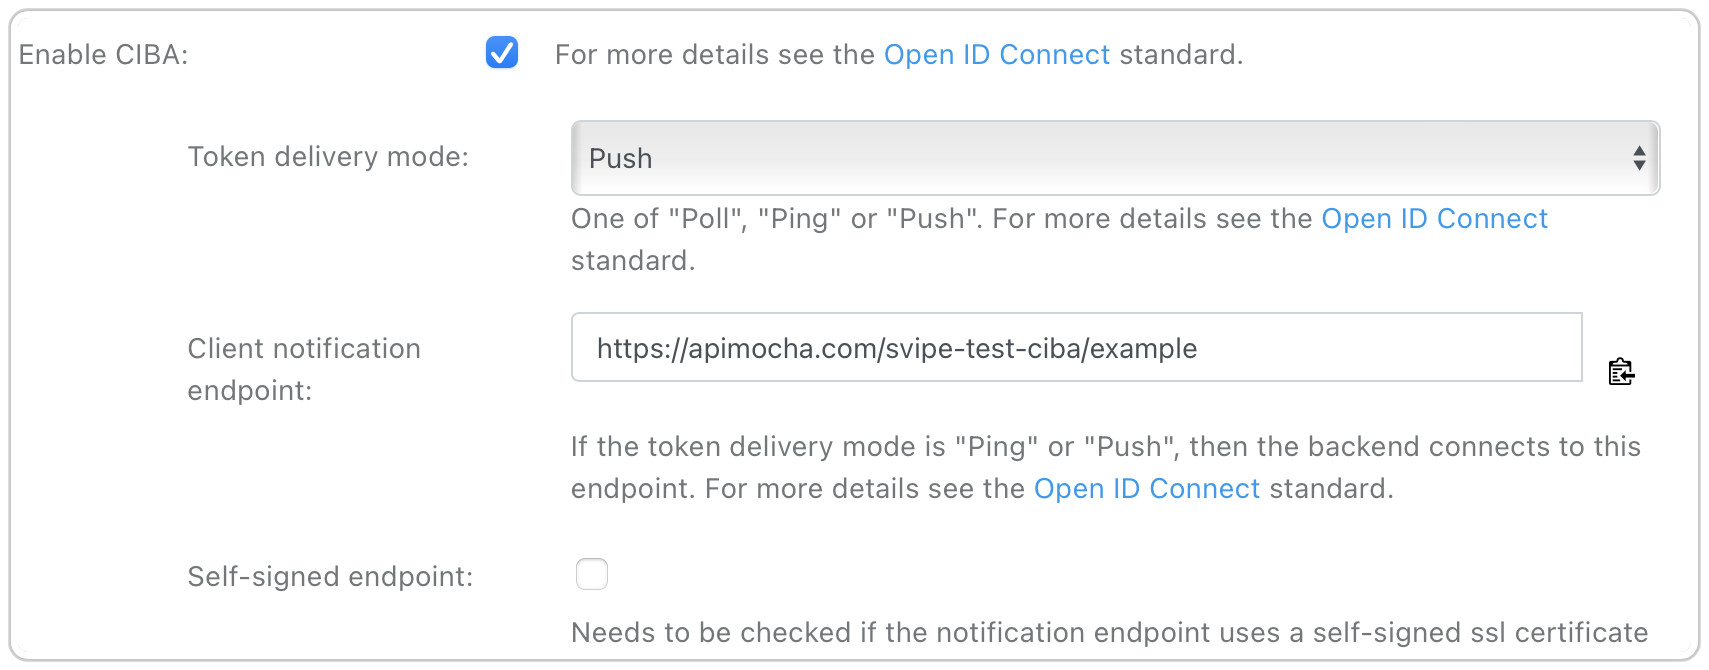 Enable CIBA: For more details see the Open ID Connect standard.
Token delivery mode: Push
One of "Poll", "Ping" or "Push". For more details see the Open ID Connect
standard.
Client notification
endpoint:
https://apimocha.com/svipe-test-ciba/example
If the token delivery mode is "Ping" or "Push", then the backend connects to this
endpoint. For more details see the Open ID Connect standard.
Self-signed endpoint:
Needs to be checked if the notification endpoint uses a self-signed ssl certificate